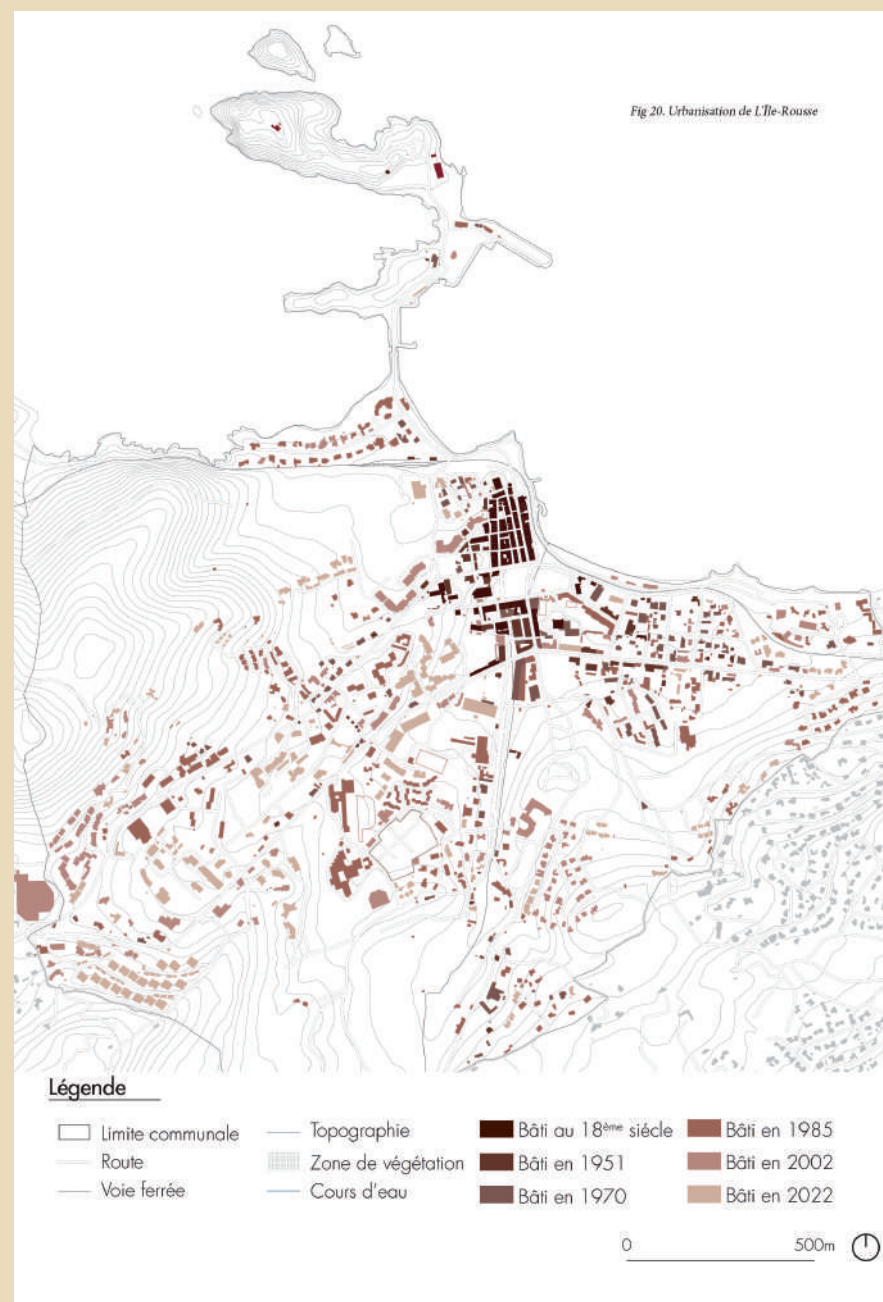 Fig 20. Urbanisation de L'Île-Rousse
Légende
Limite communale
Route
Voie ferrée
Topographie
Zone de végétation
Cours d'eau
Bâti au 18ème siécle
Bâti en 1951
Bâti en 1970
Bâti en 1985
Bâti en 2002
Bâti en 2022
0 500m